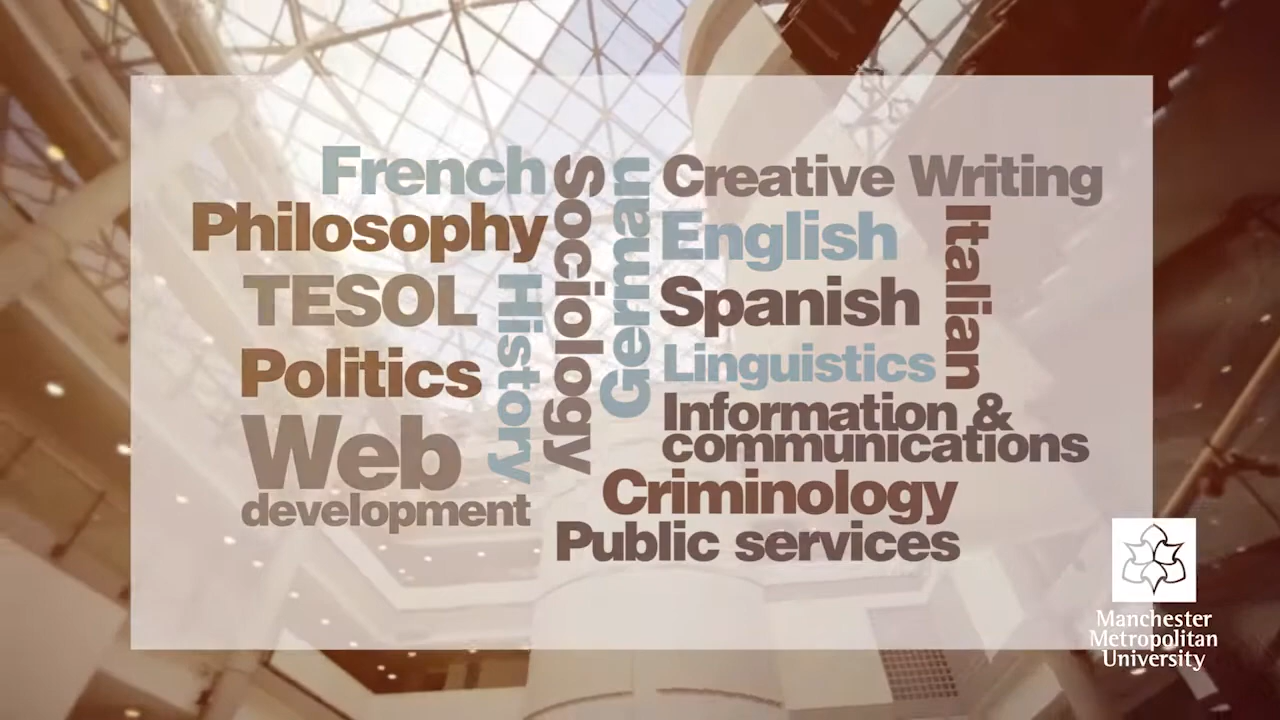 French
Philosophy
TESOL
Politics
Web
development
History
Sociology
German
Creative Writing
English
Spanish
Linguistics
Italian
Information &
communications
Criminology
Public services
Manchester
Metropolitan
University